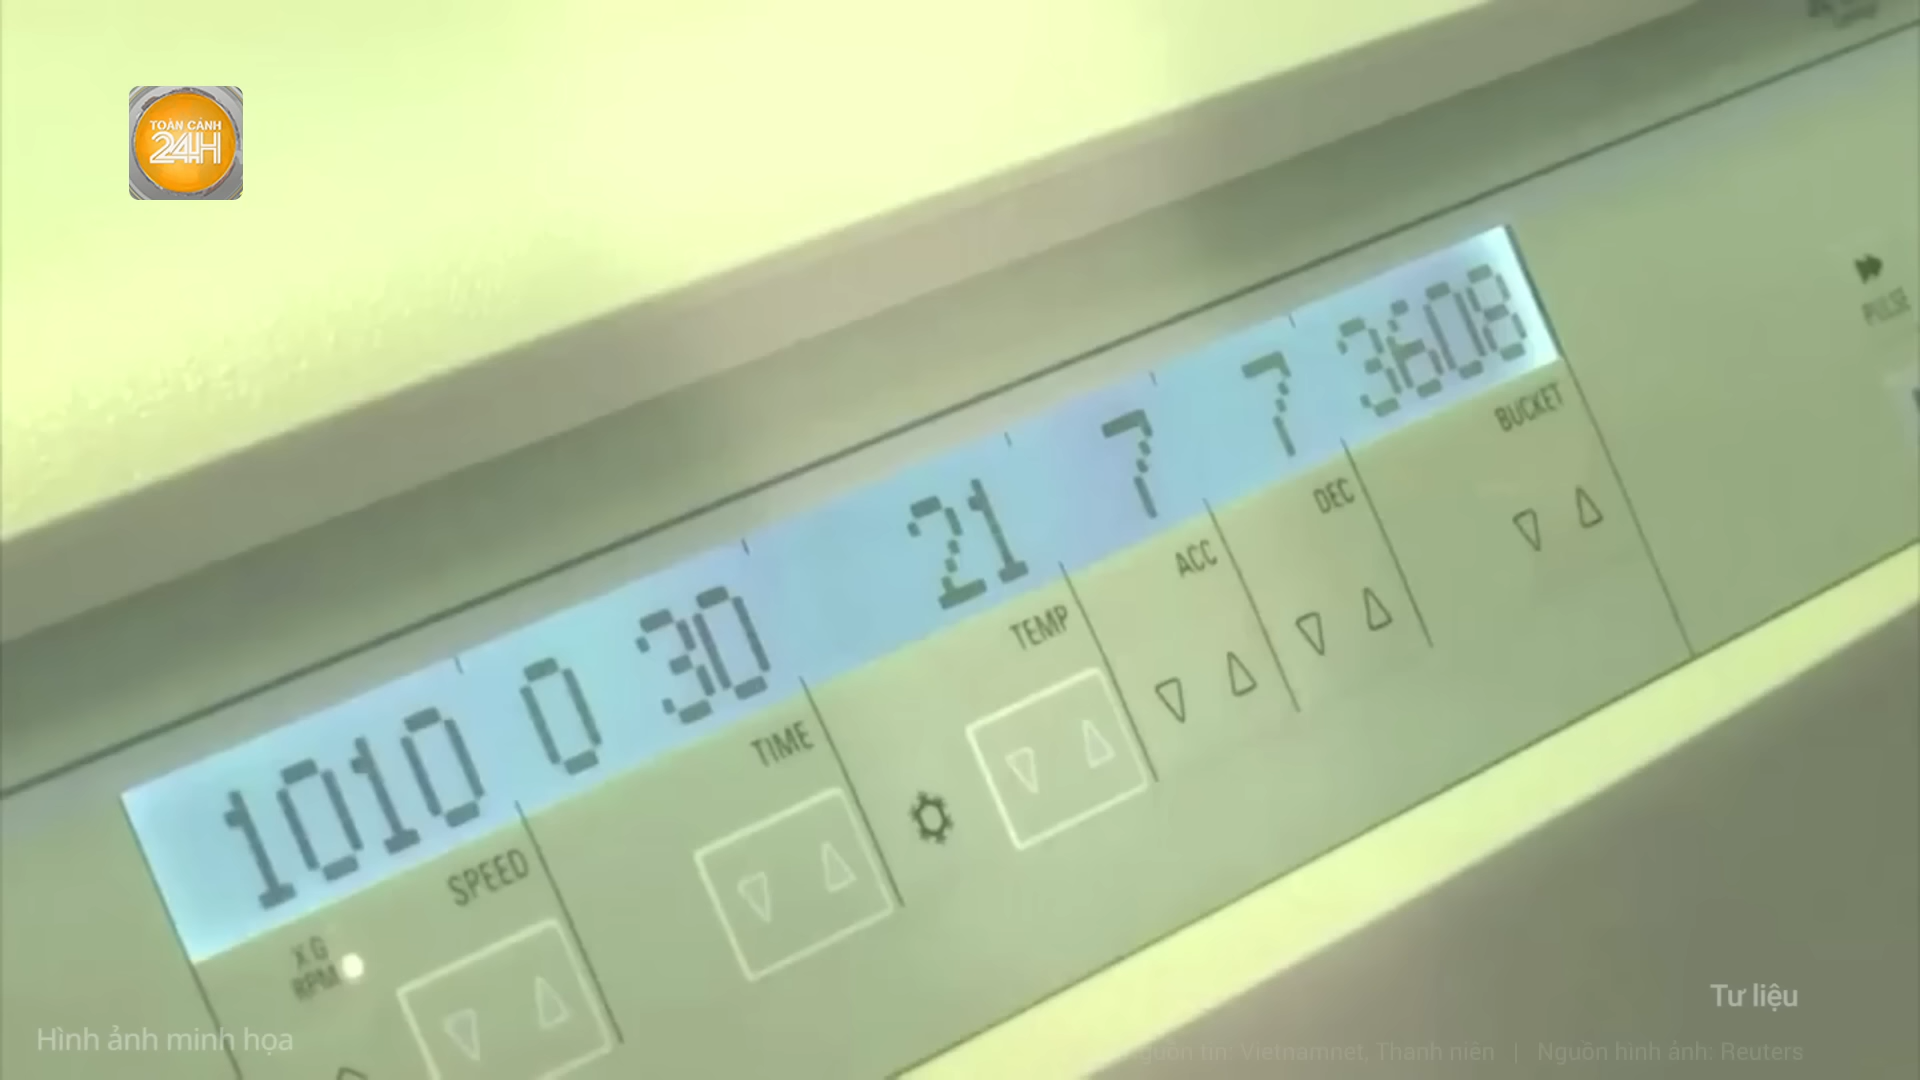 TOÀN CẢNH
24H
PULSE
1010 0 30 21 7 7 3608
SPEED
TIME
TEMP
ACC
DEC
BUCKET
X G
RPM
Tư liệu
Hình ảnh minh họa
Nguồn tin: Vietnamnet, Thanh niên | Nguồn hình ảnh: Reuters